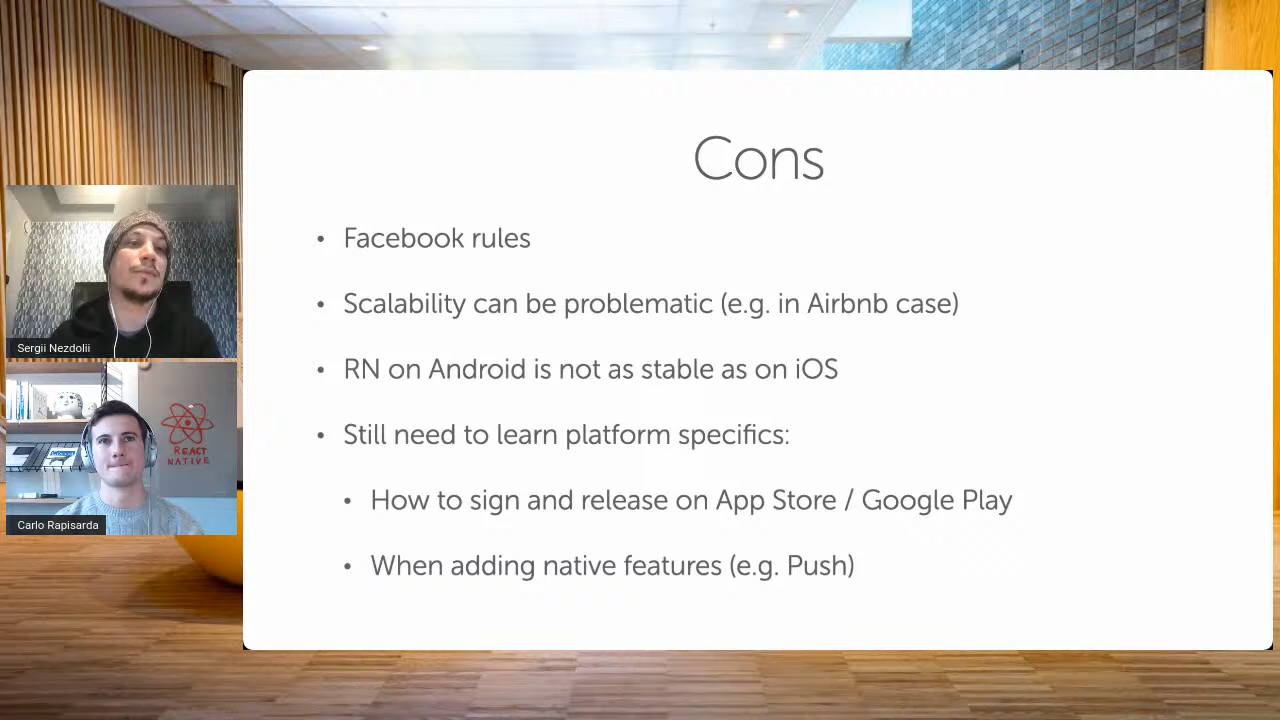 Cons
• Facebook rules
• Scalability can be problematic (e.g. in Airbnb case)
• RN on Android is not as stable as on iOS
• Still need to learn platform specifics:
• How to sign and release on App Store / Google Play
• When adding native features (e.g. Push)
Sergii Nezdolii
REACT
NATIVE
Carlo Rapisarda